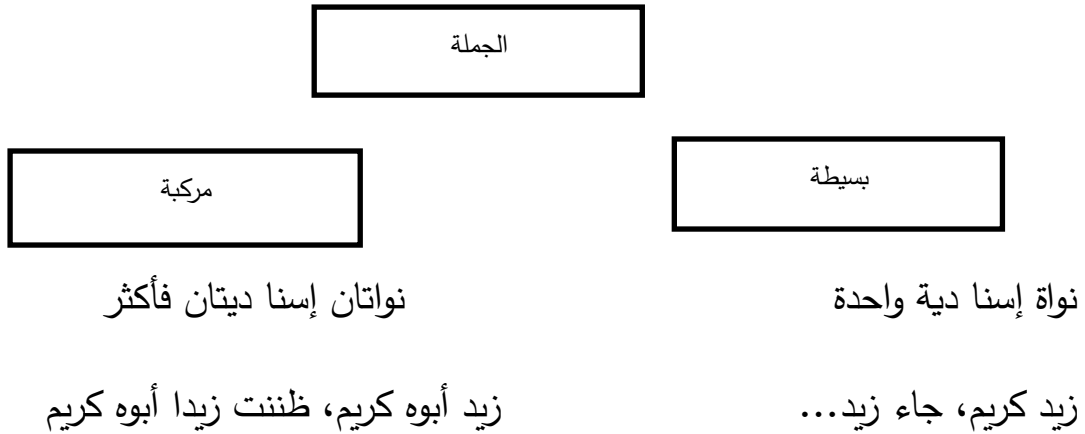 الجملة
بسيطة
مركبة
نواة إسنا دية واحدة
نواتان إسنا ديتان فأكثر
زيد كريم، جاء زيد...
زيد أبوه كريم، ظننت زيدا أبوه كريم